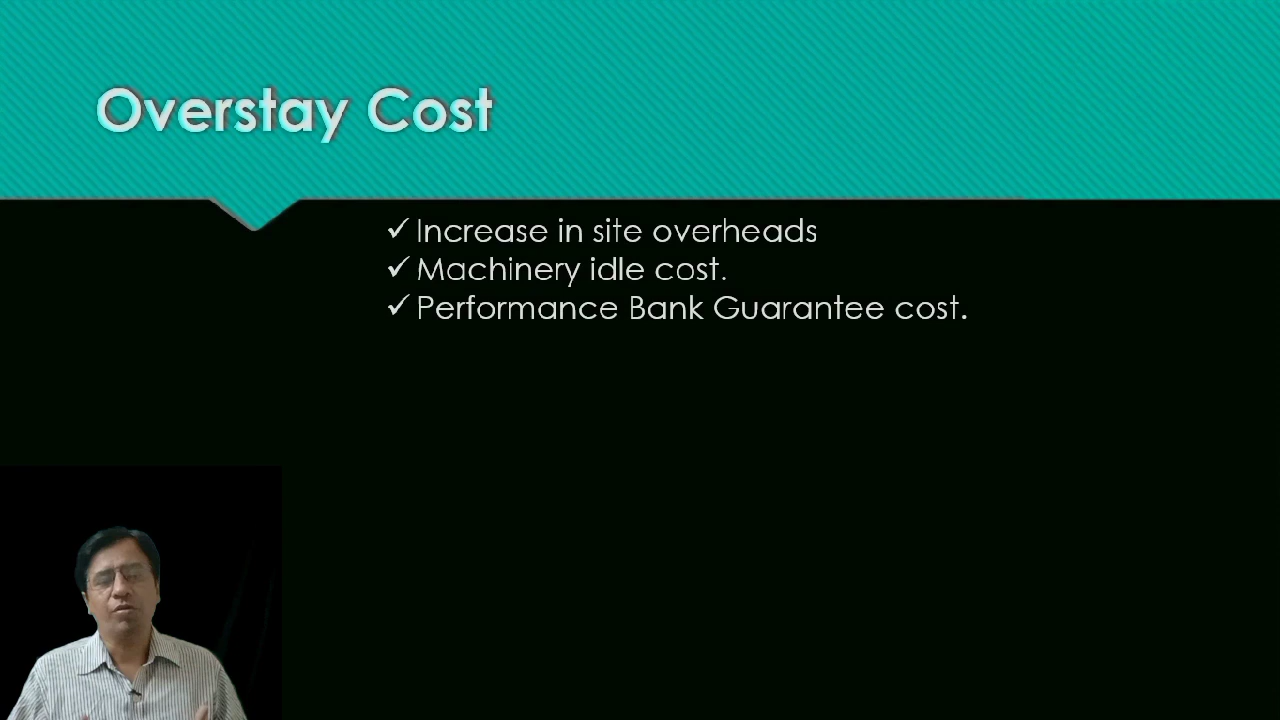 Overstay Cost
✓ Increase in site overheads
✓ Machinery idle cost.
✓ Performance Bank Guarantee cost.